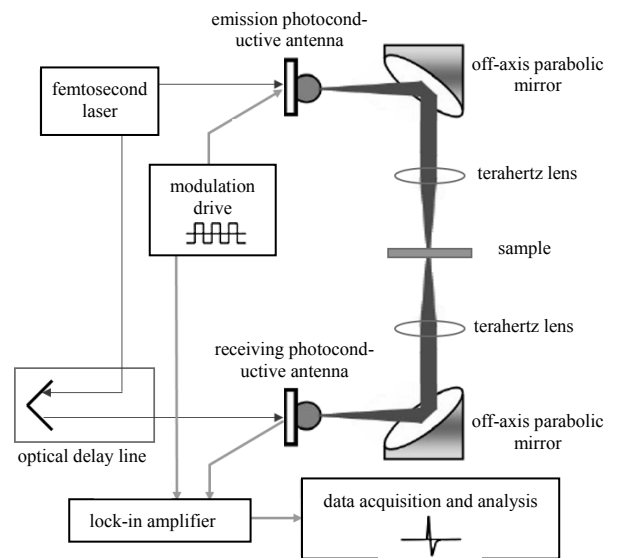 emission photocond-
uctive antenna
off-axis parabolic
mirror
femtosecond
laser
terahertz lens
modulation
drive
sample
terahertz lens
receiving photocond-
uctive antenna
off-axis parabolic
mirror
optical delay line
data acquisition and analysis
lock-in amplifier